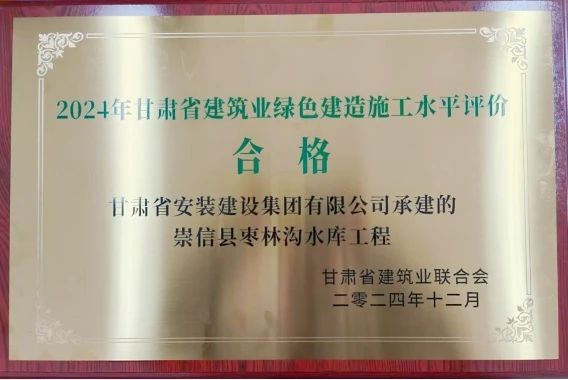 2024年甘肃省建筑业绿色建造施工水平评价
合格
甘肃省安装建设集团有限公司承建的
崇信县枣林沟水库工程
甘肃省建筑业联合会
二零二四年十二月